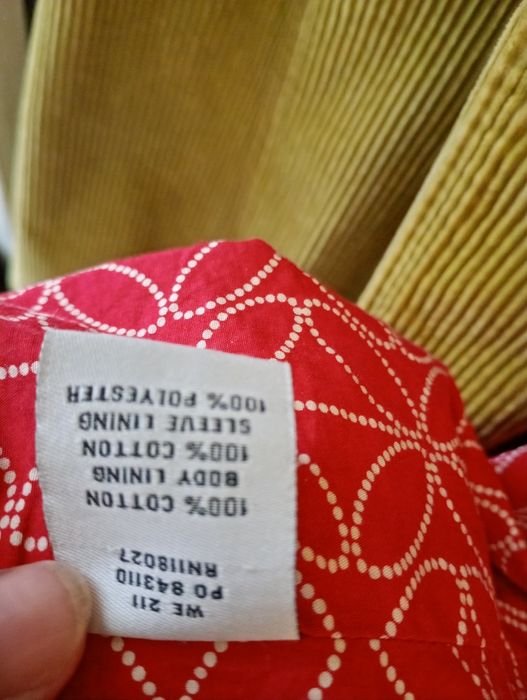 WE 211
PO 843110
RN118027
100% COTTON
BODY LINING
100% COTTON
SLEEVE LINING
100% POLYESTER